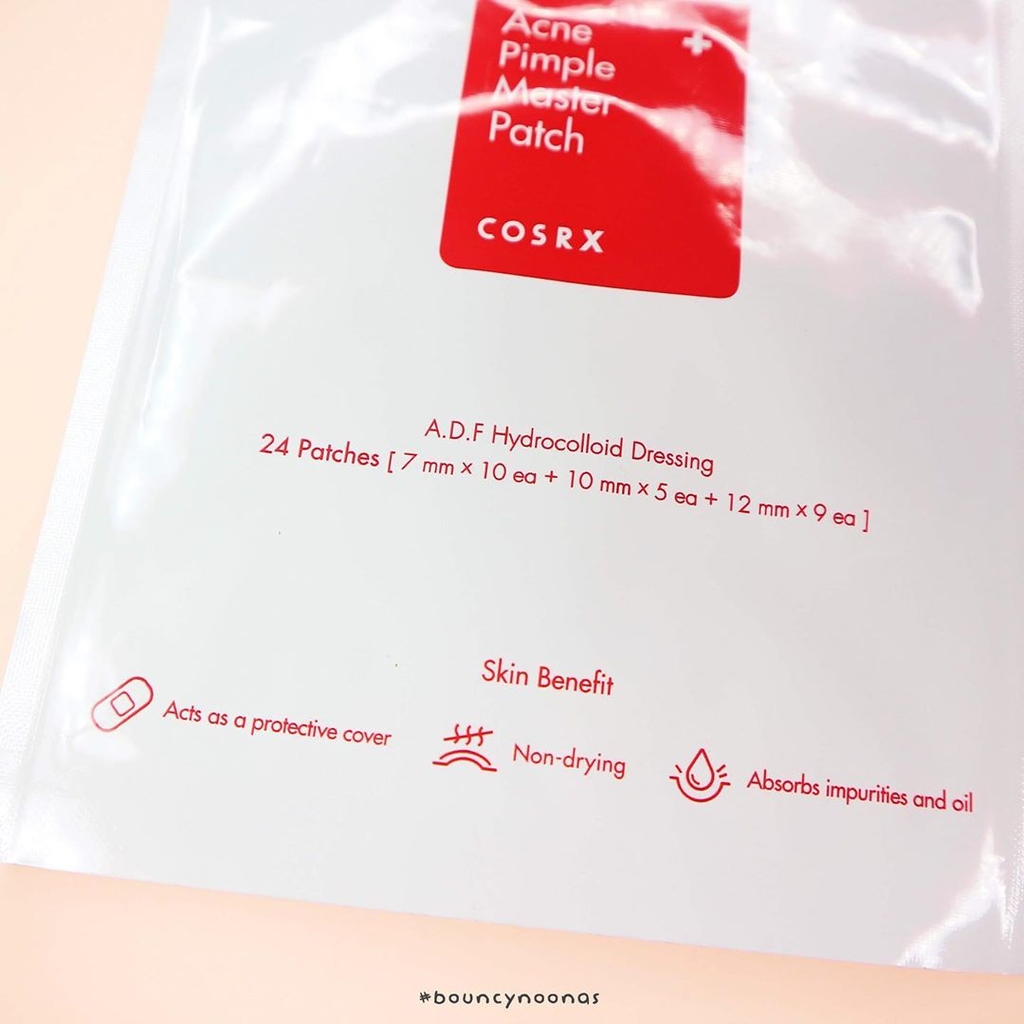 Acne
Pimple
Master
Patch
+
COSRX
A.D.F Hydrocolloid Dressing
24 Patches [ 7 mm × 10 ea + 10 mm × 5 ea + 12 mm × 9 ea ]
Skin Benefit
Acts as a protective cover
Non-drying
Absorbs impurities and oil
#bouncynoonas